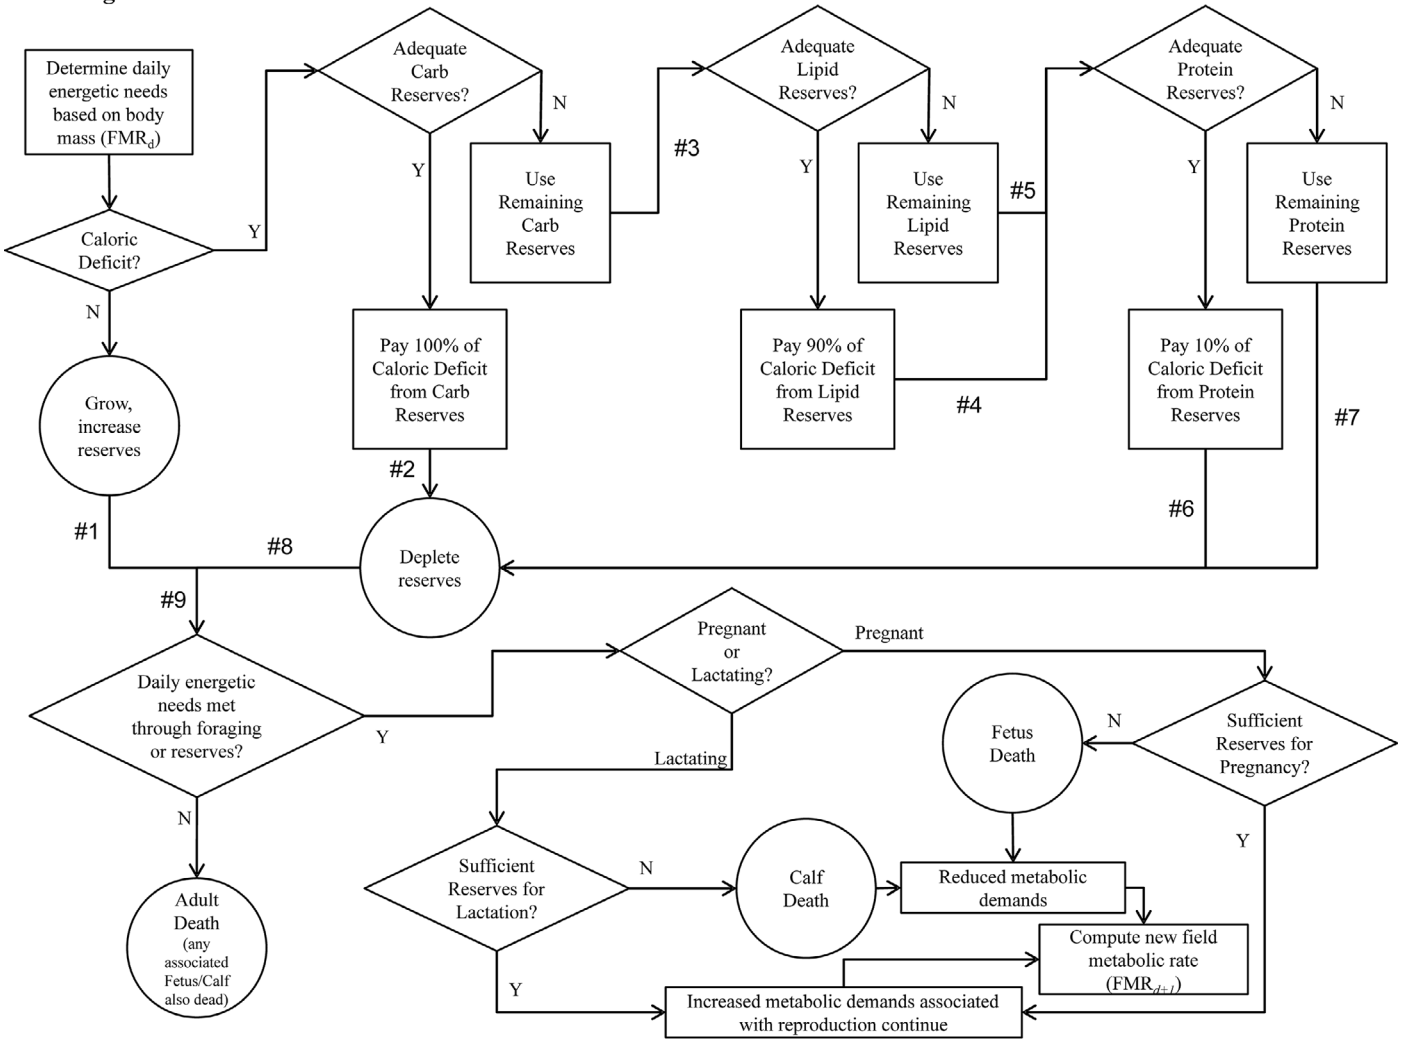 Determine daily
energetic needs
based on body
mass (FMRd)
Caloric
Deficit?
Y
N
Grow,
increase
reserves
#1
Adequate
Carb
Reserves?
N
Y
Use
Remaining
Carb
Reserves
#3
Pay 100% of
Caloric Deficit
from Carb
Reserves
#2
Deplete
reserves
#8
#9
Adequate
Lipid
Reserves?
N
Y
Use
Remaining
Lipid
Reserves
#5
Pay 90% of
Caloric Deficit
from Lipid
Reserves
#4
Adequate
Protein
Reserves?
N
Y
Use
Remaining
Protein
Reserves
#7
Pay 10% of
Caloric Deficit
from Protein
Reserves
#6
Daily energetic
needs met
through foraging
or reserves?
Y
N
Adult
Death
(any
associated
Fetus/Calf
also dead)
Pregnant
or
Lactating?
Pregnant
Lactating
Sufficient
Reserves for
Pregnancy?
N
Y
Fetus
Death
Sufficient
Reserves for
Lactation?
N
Y
Calf
Death
Reduced metabolic
demands
Compute new field
metabolic rate
(FMRd+1)
Increased metabolic demands associated
with reproduction continue